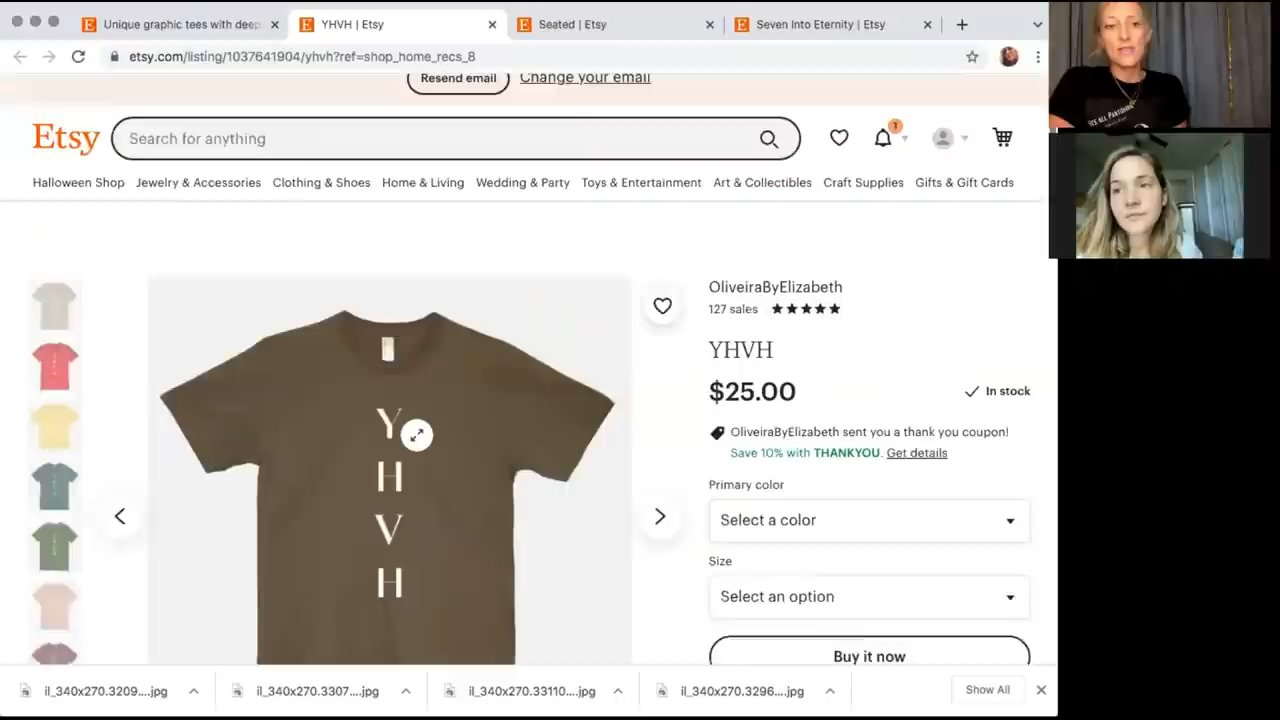 Unique graphic tees with deep
YHVH | Etsy
Seated | Etsy
Seven Into Eternity | Etsy
etsy.com/listing/1037641904/yhvh?ref=shop_home_recs_8
Resend email
Change your email
Etsy
Search for anything
1
Halloween Shop
Jewelry & Accessories
Clothing & Shoes
Home & Living
Wedding & Party
Toys & Entertainment
Art & Collectibles
Craft Supplies
Gifts & Gift Cards
OliveiraByElizabeth
127 sales
YHVH
$25.00
In stock
OliveiraByElizabeth sent you a thank you coupon!
Save 10% with THANKYOU. Get details
Primary color
Select a color
Size
Select an option
Buy it now
Y
H
V
H
il_340x270.3209....jpg
il_340x270.3307....jpg
il_340x270.33110....jpg
il_340x270.3296....jpg
Show All